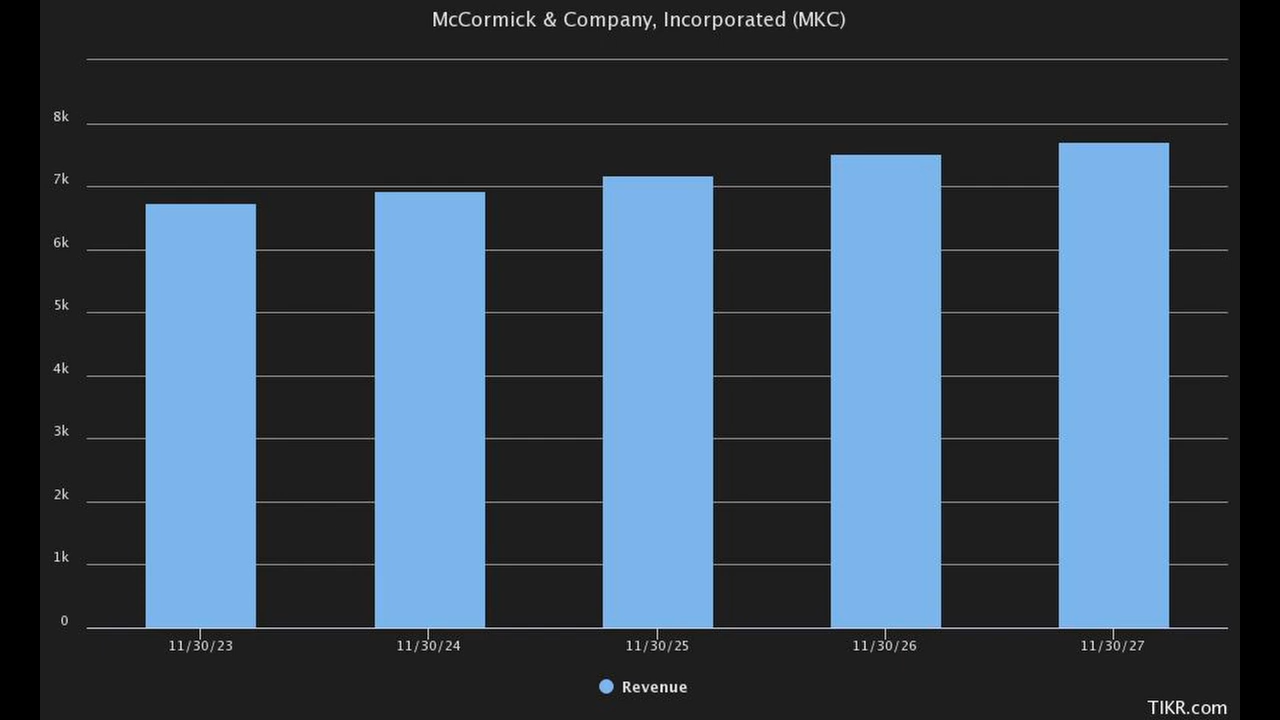 McCormick & Company, Incorporated (MKC)
8k
7k
6k
5k
4k
3k
2k
1k
0
11/30/23 11/30/24 11/30/25 11/30/26 11/30/27
Revenue
TIKR.com